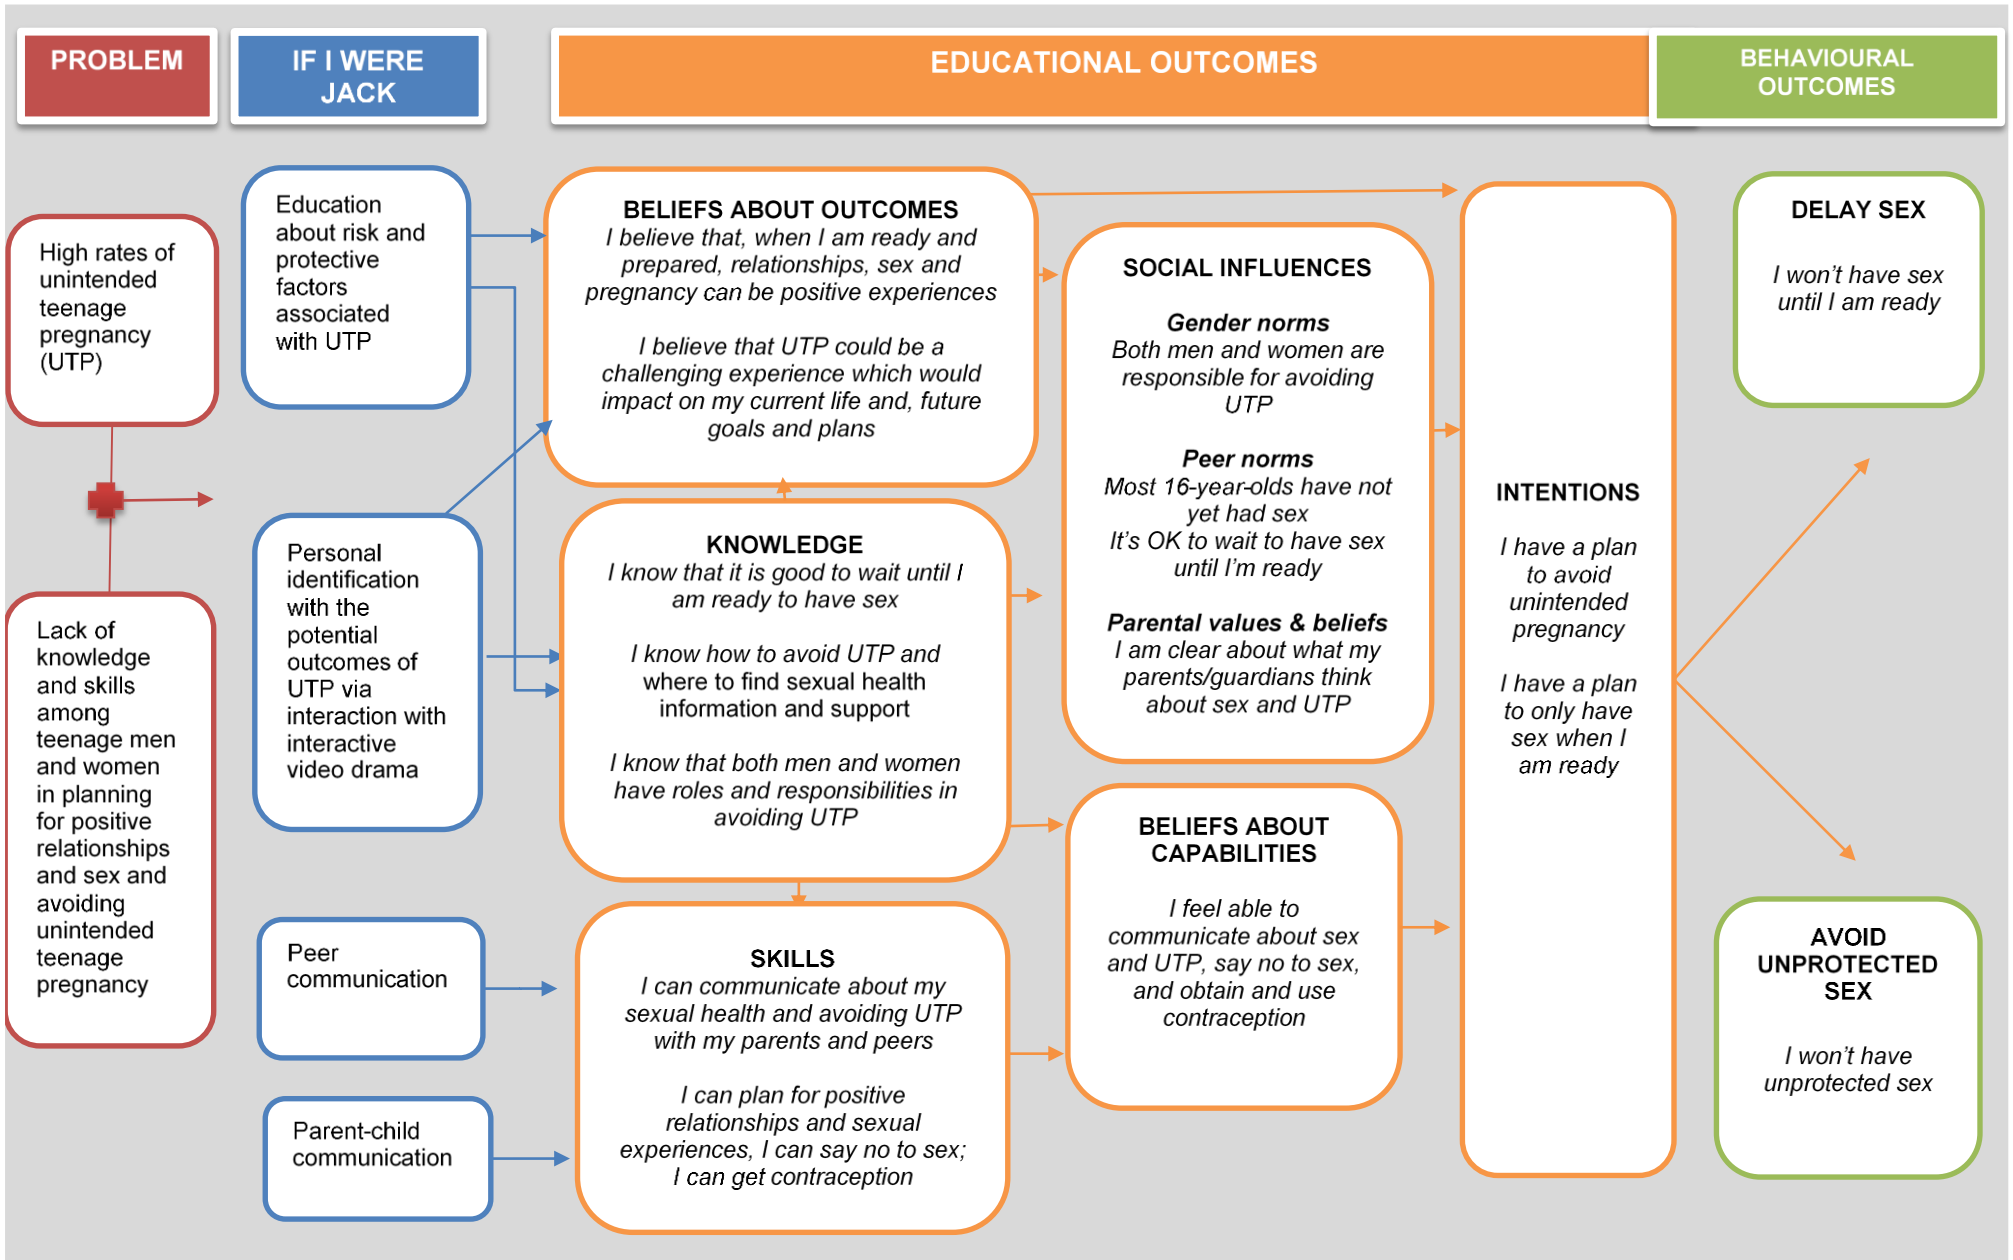 PROBLEM
IF I WERE
JACK
EDUCATIONAL OUTCOMES
BEHAVIOURAL
OUTCOMES
High rates of
unintended
teenage
pregnancy
(UTP)
Lack of
knowledge
and skills
among
teenage men
and women
in planning
for positive
relationships
and sex and
avoiding
unintended
teenage
pregnancy
Education
about risk and
protective
factors
associated
with UTP
Personal
identification
with the
potential
outcomes of
UTP via
interaction with
interactive
video drama
Peer
communication
Parent-child
communication
BELIEFS ABOUT OUTCOMES
I believe that, when I am ready and
prepared, relationships, sex and
pregnancy can be positive experiences
I believe that UTP could be a
challenging experience which would
impact on my current life and, future
goals and plans
KNOWLEDGE
I know that it is good to wait until I
am ready to have sex
I know how to avoid UTP and
where to find sexual health
information and support
I know that both men and women
have roles and responsibilities in
avoiding UTP
SKILLS
I can communicate about my
sexual health and avoiding UTP
with my parents and peers
I can plan for positive
relationships and sexual
experiences, I can say no to sex;
I can get contraception
SOCIAL INFLUENCES
Gender norms
Both men and women are
responsible for avoiding
UTP
Peer norms
Most 16-year-olds have not
yet had sex
It's OK to wait to have sex
until I'm ready
Parental values & beliefs
I am clear about what my
parents/guardians think
about sex and UTP
BELIEFS ABOUT
CAPABILITIES
I feel able to
communicate about sex
and UTP, say no to sex,
and obtain and use
contraception
INTENTIONS
I have a plan
to avoid
unintended
pregnancy
I have a plan
to only have
sex when I
am ready
DELAY SEX
I won't have sex
until I am ready
AVOID
UNPROTECTED
SEX
I won't have
unprotected sex